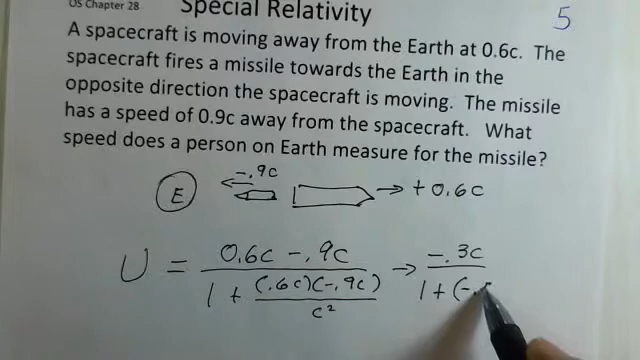 OS Chapter 28 Special Relativity 5
A spacecraft is moving away from the Earth at 0.6c. The
spacecraft fires a missile towards the Earth in the
opposite direction the spacecraft is moving. The missile
has a speed of 0.9c away from the spacecraft. What
speed does a person on Earth measure for the missile?
E -.9c + 0.6c
U = 0.6c - .9c / 1 + (.6c)(-.9c) / c² → -.3c / 1 + (-.5